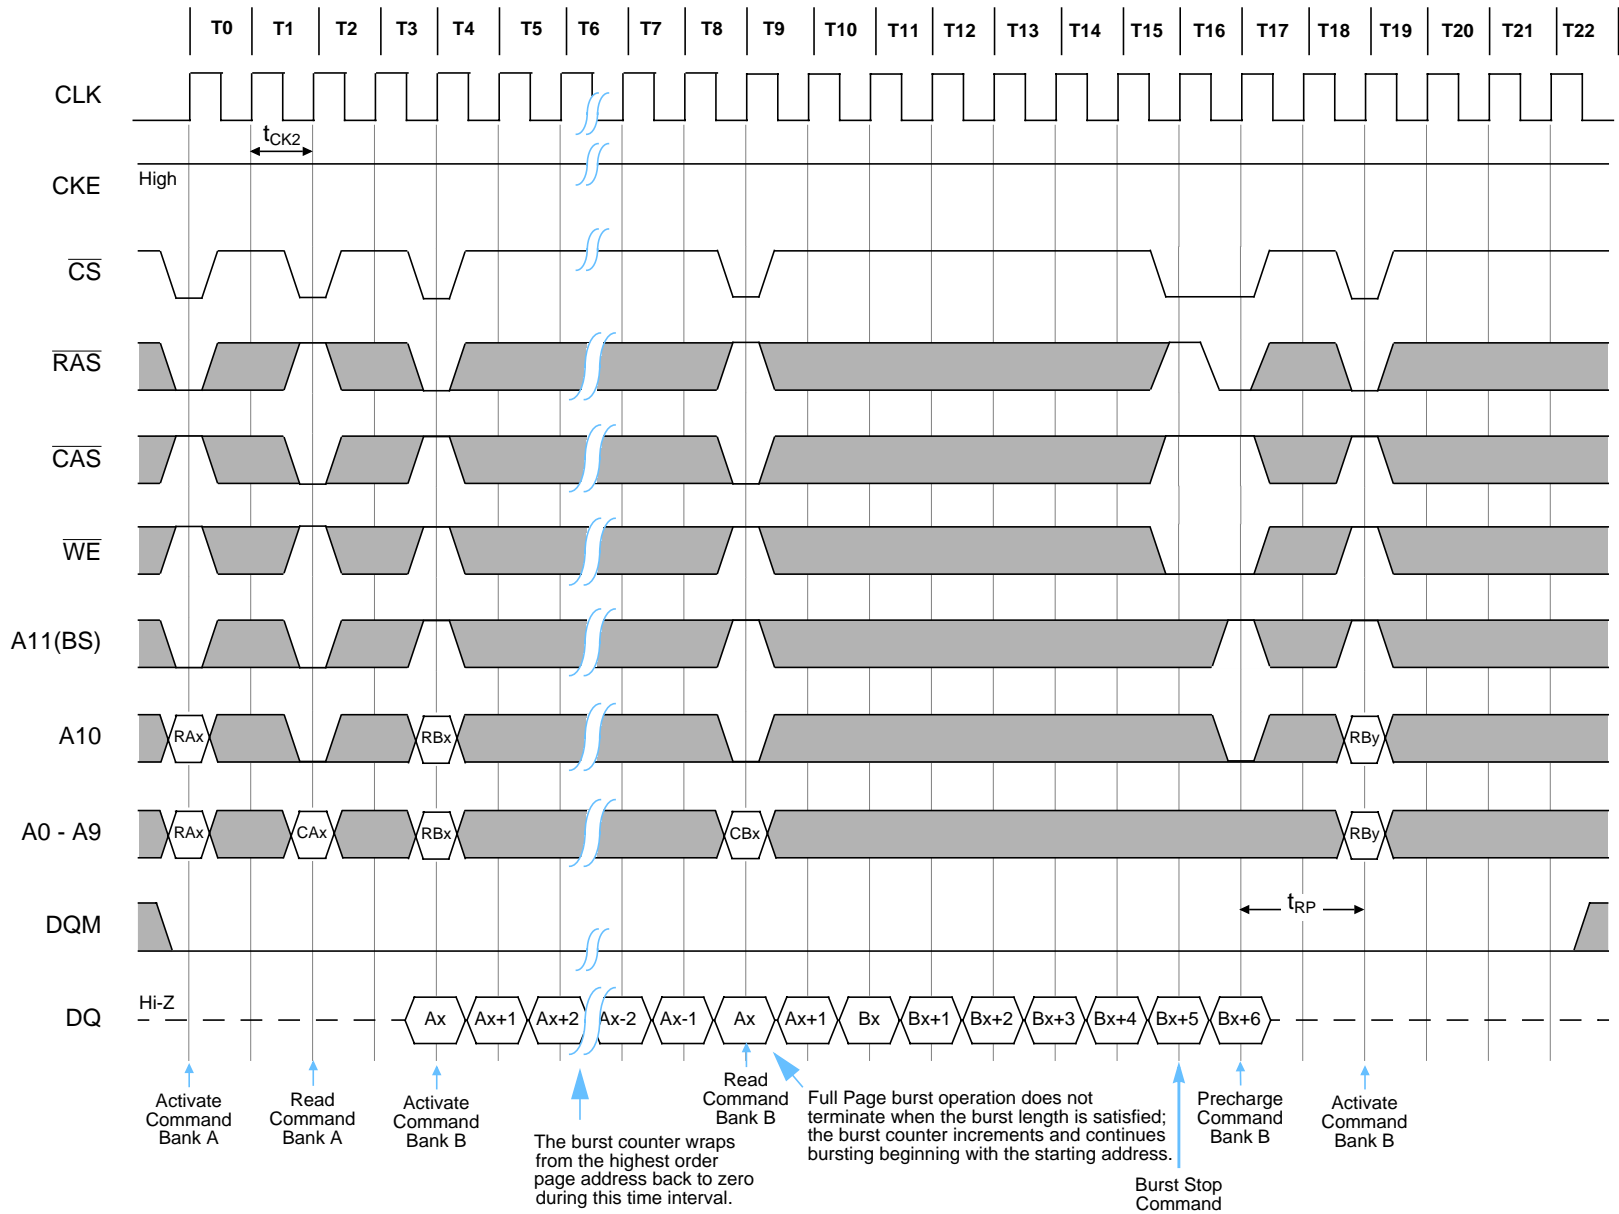 T0 T1 T2 T3 T4 T5 T6 T7 T8 T9 T10 T11 T12 T13 T14 T15 T16 T17 T18 T19 T20 T21 T22
CLK
tCK2
CKE
High
CS
RAS
CAS
WE
A11(BS)
A10
RAx RBx RBy
A0 - A9
RAx CAx RBx CBx RBy
DQM
tRP
DQ
Hi-Z
Ax Ax+1 Ax+2 Ax-2 Ax-1 Ax Ax+1 Bx Bx+1 Bx+2 Bx+3 Bx+4 Bx+5 Bx+6
Activate
Command
Bank A
Read
Command
Bank A
Activate
Command
Bank B
The burst counter wraps
from the highest order
page address back to zero
during this time interval.
Read
Command
Bank B
Full Page burst operation does not
terminate when the burst length is satisfied;
the burst counter increments and continues
bursting beginning with the starting address.
Burst Stop
Command
Precharge
Command
Bank B
Activate
Command
Bank B